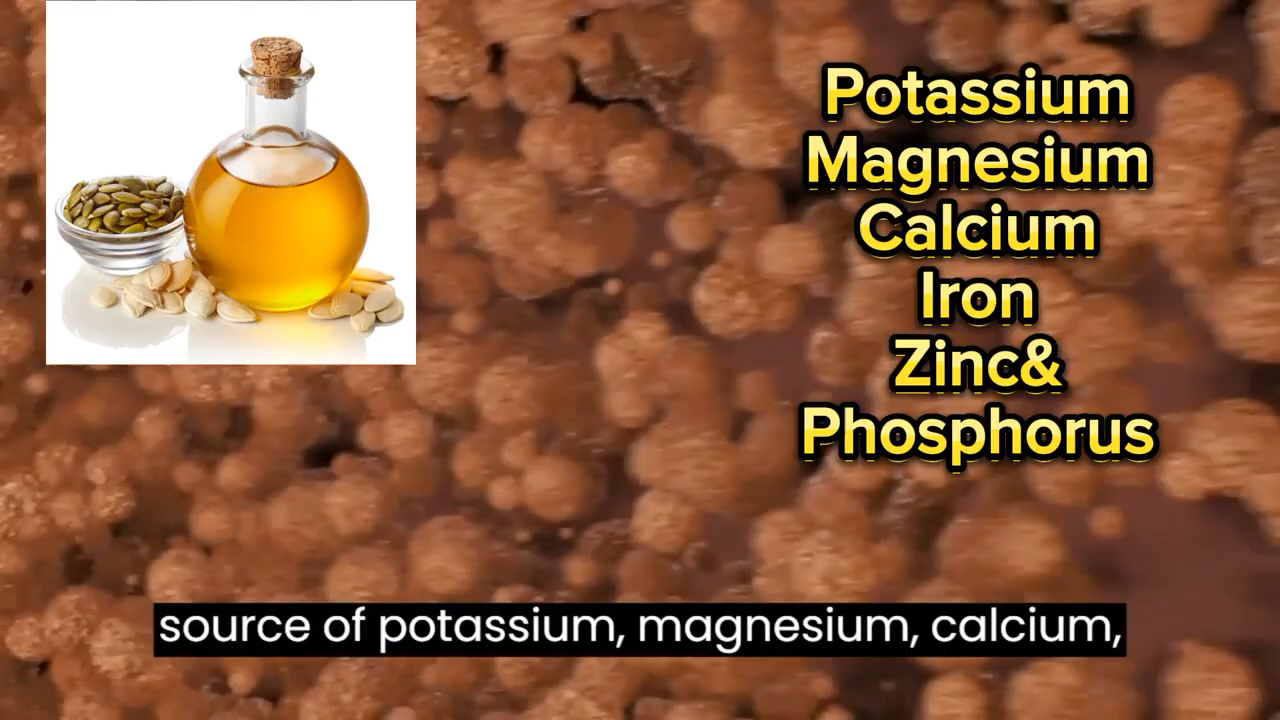 Potassium
Magnesium
Calcium
Iron
Zinc&
Phosphorus
source of potassium, magnesium, calcium,